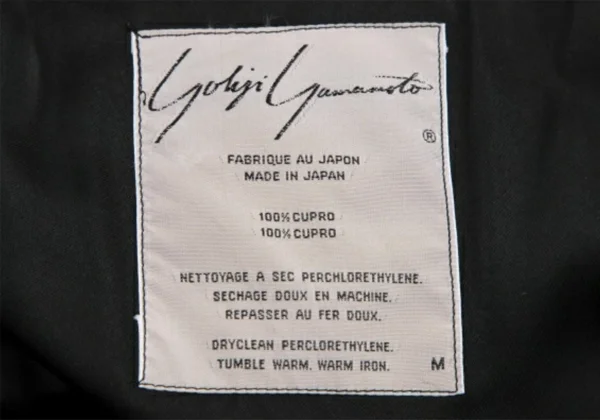 Yohji Yamamoto
®
FABRIQUE AU JAPON
MADE IN JAPAN
100% CUPRO
100% CUPRO
NETTOYAGE A SEC PERCHLORETHYLENE.
SECHAGE DOUX EN MACHINE.
REPASSER AU FER DOUX.
DRYCLEAN PERCLORETHYLENE.
TUMBLE WARM. WARM IRON. M